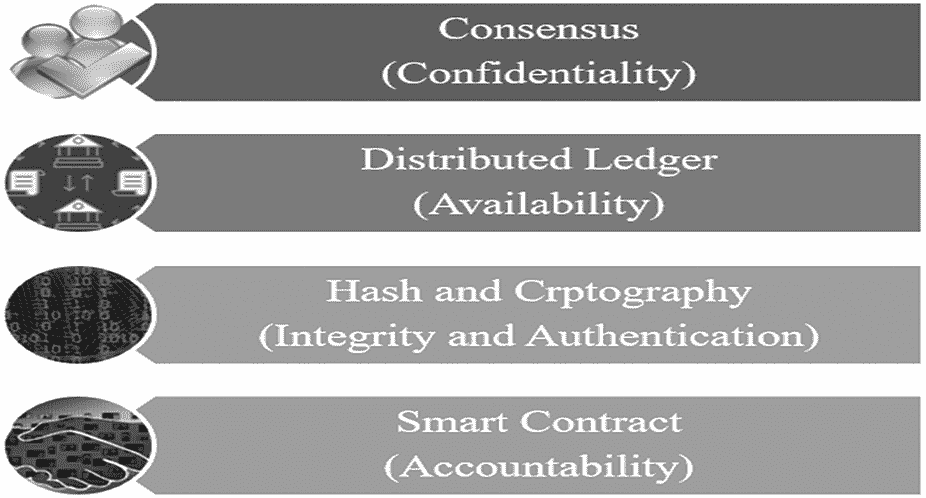 Consensus
(Confidentiality)
Distributed Ledger
(Availability)
Hash and Crptography
(Integrity and Authentication)
Smart Contract
(Accountability)